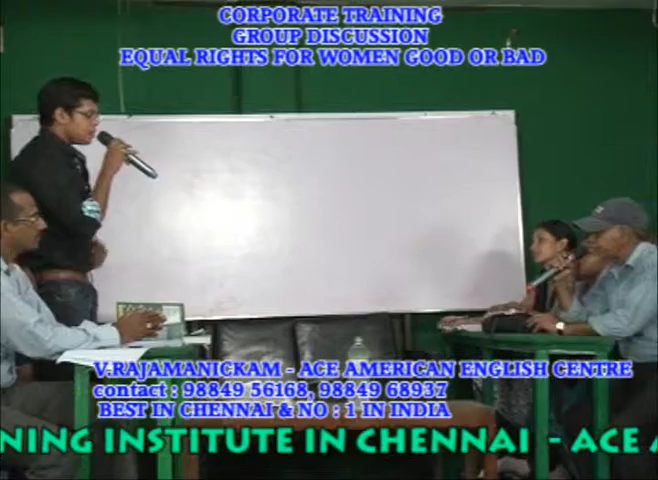 CORPORATE TRAINING
GROUP DISCUSSION
EQUAL RIGHTS FOR WOMEN GOOD OR BAD
V-RAJAMANICKAM - ACE AMERICAN ENGLISH CENTRE
contact : 98849 56168, 98849 68937
BEST IN CHENNAI & NO : 1 IN INDIA
NING INSTITUTE IN CHENNAI - ACE A